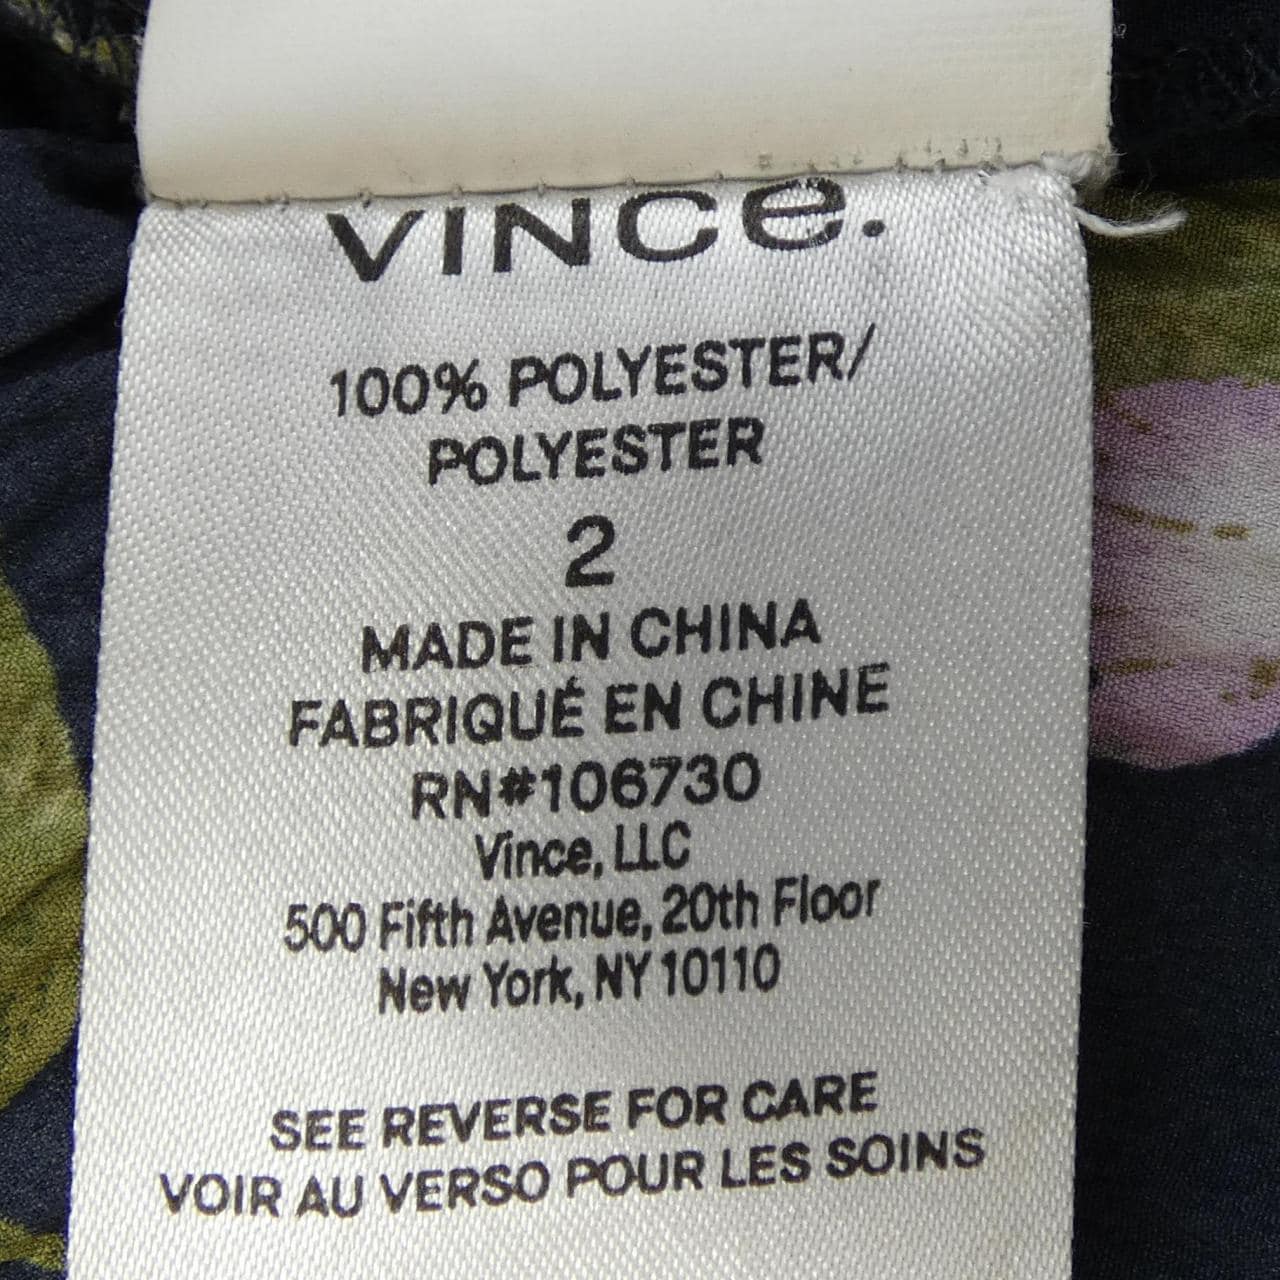 VINCe.
100% POLYESTER/
POLYESTER
2
MADE IN CHINA
FABRIQUÉ EN CHINE
RN#106730
Vince, LLC
500 Fifth Avenue, 20th Floor
New York, NY 10110
SEE REVERSE FOR CARE
VOIR AU VERSO POUR LES SOINS